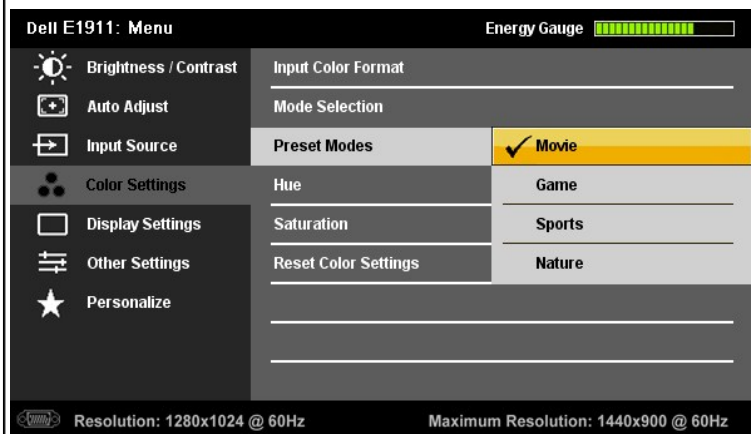 Dell E1911: Menu
Energy Gauge
Brightness / Contrast
Auto Adjust
Input Source
Color Settings
Display Settings
Other Settings
Personalize
Input Color Format
Mode Selection
Preset Modes
Hue
Saturation
Reset Color Settings
Movie
Game
Sports
Nature
Resolution: 1280x1024 @ 60Hz
Maximum Resolution: 1440x900 @ 60Hz